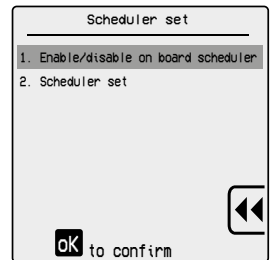 Scheduler set
1. Enable/disable on board scheduler
2. Scheduler set
oK to confirm